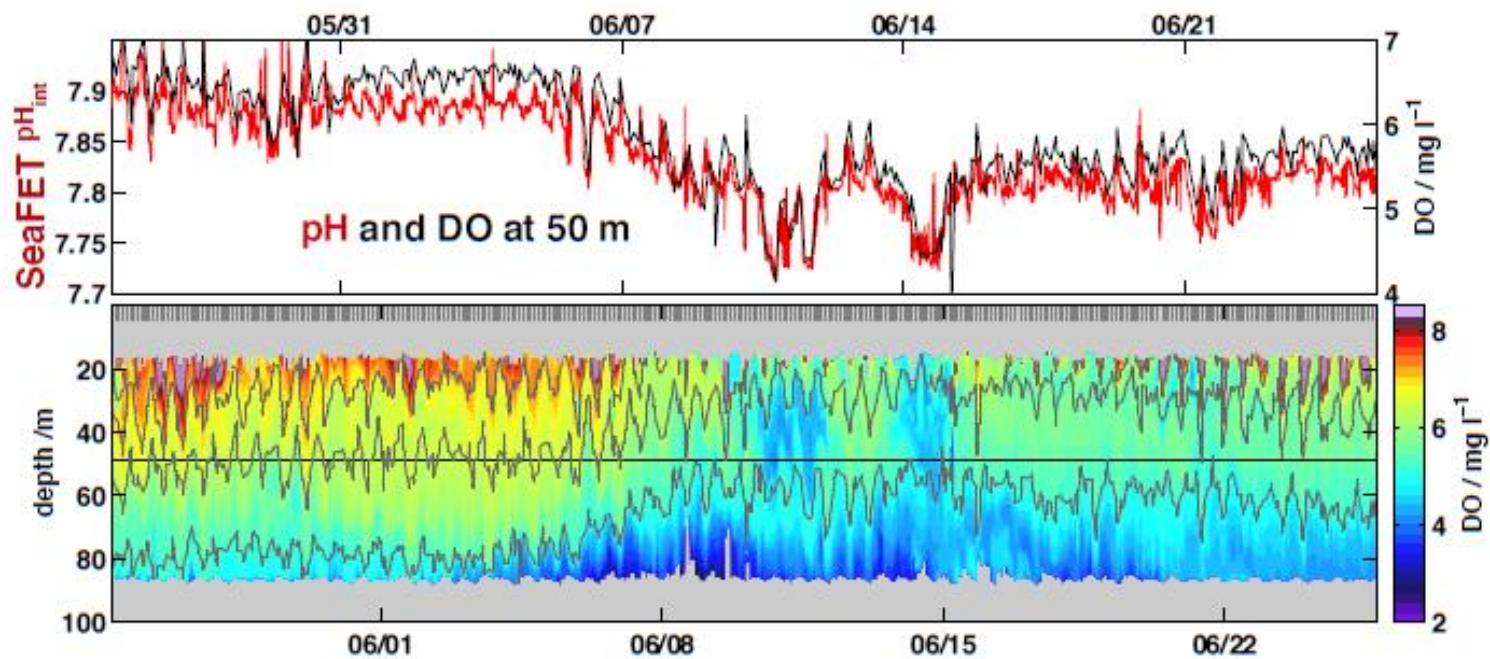 05/31 06/07 06/14 06/21
SeaFET pH_int
7.9
7.85
7.8
7.75
7.7
pH and DO at 50 m
7
6
5
4
DO / mg l⁻¹
depth /m
20
40
60
80
100
8
6
4
2
DO / mg l⁻¹
06/01 06/08 06/15 06/22